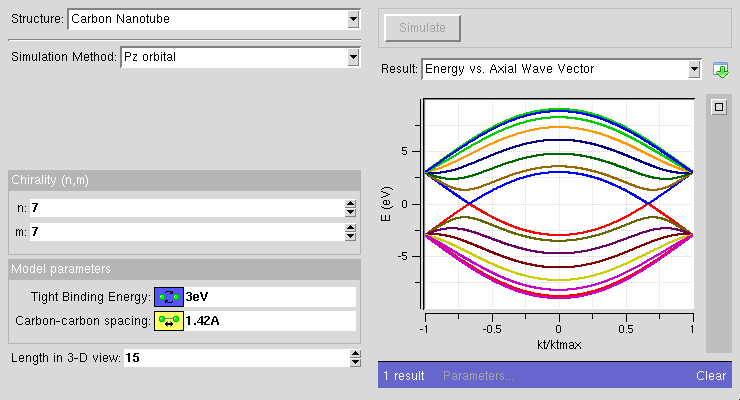 Structure: Carbon Nanotube
Simulation Method: Pz orbital
Chirality (n,m)
n: 7
m: 7
Model parameters
Tight Binding Energy: 3eV
Carbon-carbon spacing: 1.42A
Length in 3-D view: 15
Simulate
Result: Energy vs. Axial Wave Vector
E (eV)
5
0
-5
-1 -0.5 0 0.5 1
kt/ktmax
1 result Parameters... Clear